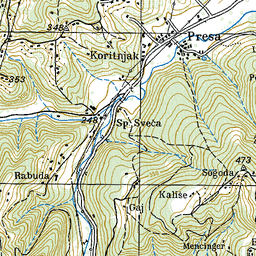 348
Presa
Koritnjak
353
248
Sp. Sveča
473
Sogoda
Rabuda
Kališe
Gaj
Mencinger